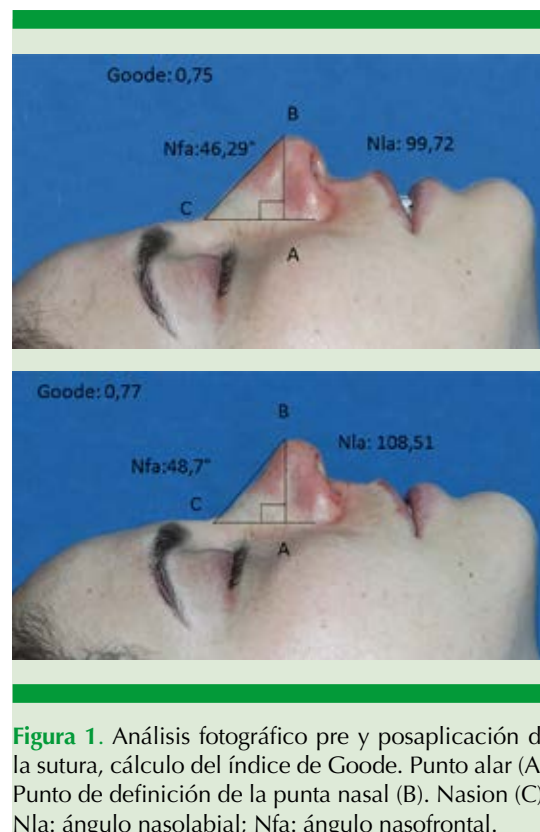 Goode: 0,75
B
Nfa:46,29°
Nla: 99,72
C
A
Goode: 0,77
B
Nla: 108,51
Nfa:48,7°
C
A
Figura 1. Análisis fotográfico pre y posaplicación d
la sutura, cálculo del índice de Goode. Punto alar (A
Punto de definición de la punta nasal (B). Nasion (C)
Nla: ángulo nasolabial; Nfa: ángulo nasofrontal.